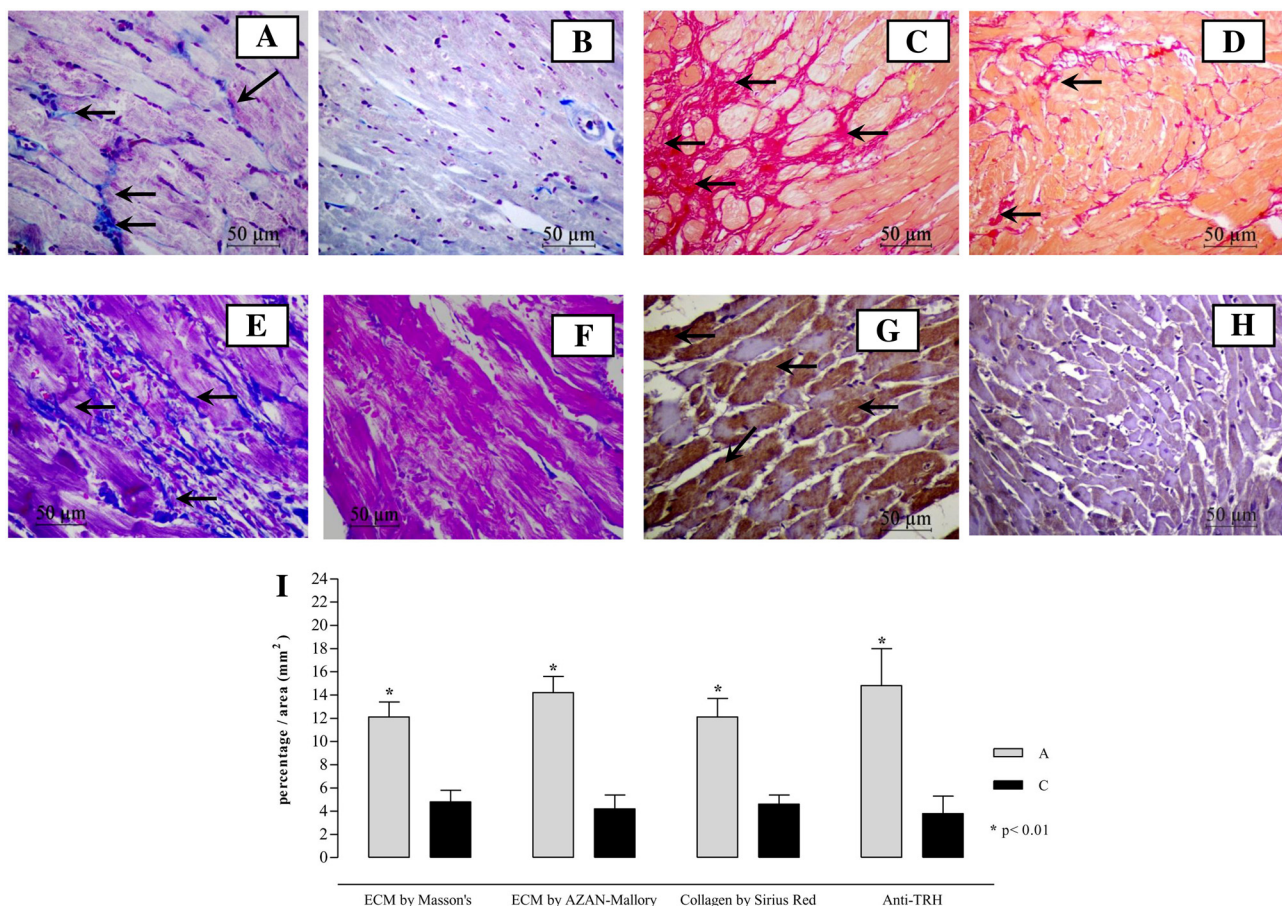 A
B
C
D
50 µm
50 µm
50 µm
50 µm
E
F
G
H
50 µm
50 µm
50 µm
50 µm
I
percentage / area (mm²)
24
22
20
18
16
14
12
10
8
6
4
2
0
*
*
*
*
A
C
* p< 0.01
ECM by Masson's
ECM by AZAN-Mallory
Collagen by Sirius Red
Anti-TRH